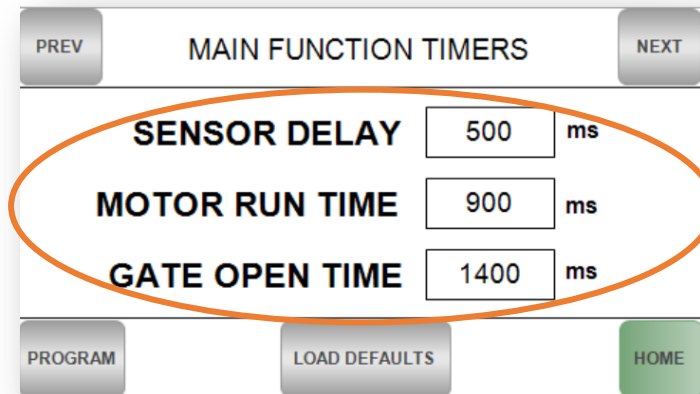 PREV MAIN FUNCTION TIMERS NEXT
SENSOR DELAY 500 ms
MOTOR RUN TIME 900 ms
GATE OPEN TIME 1400 ms
PROGRAM LOAD DEFAULTS HOME